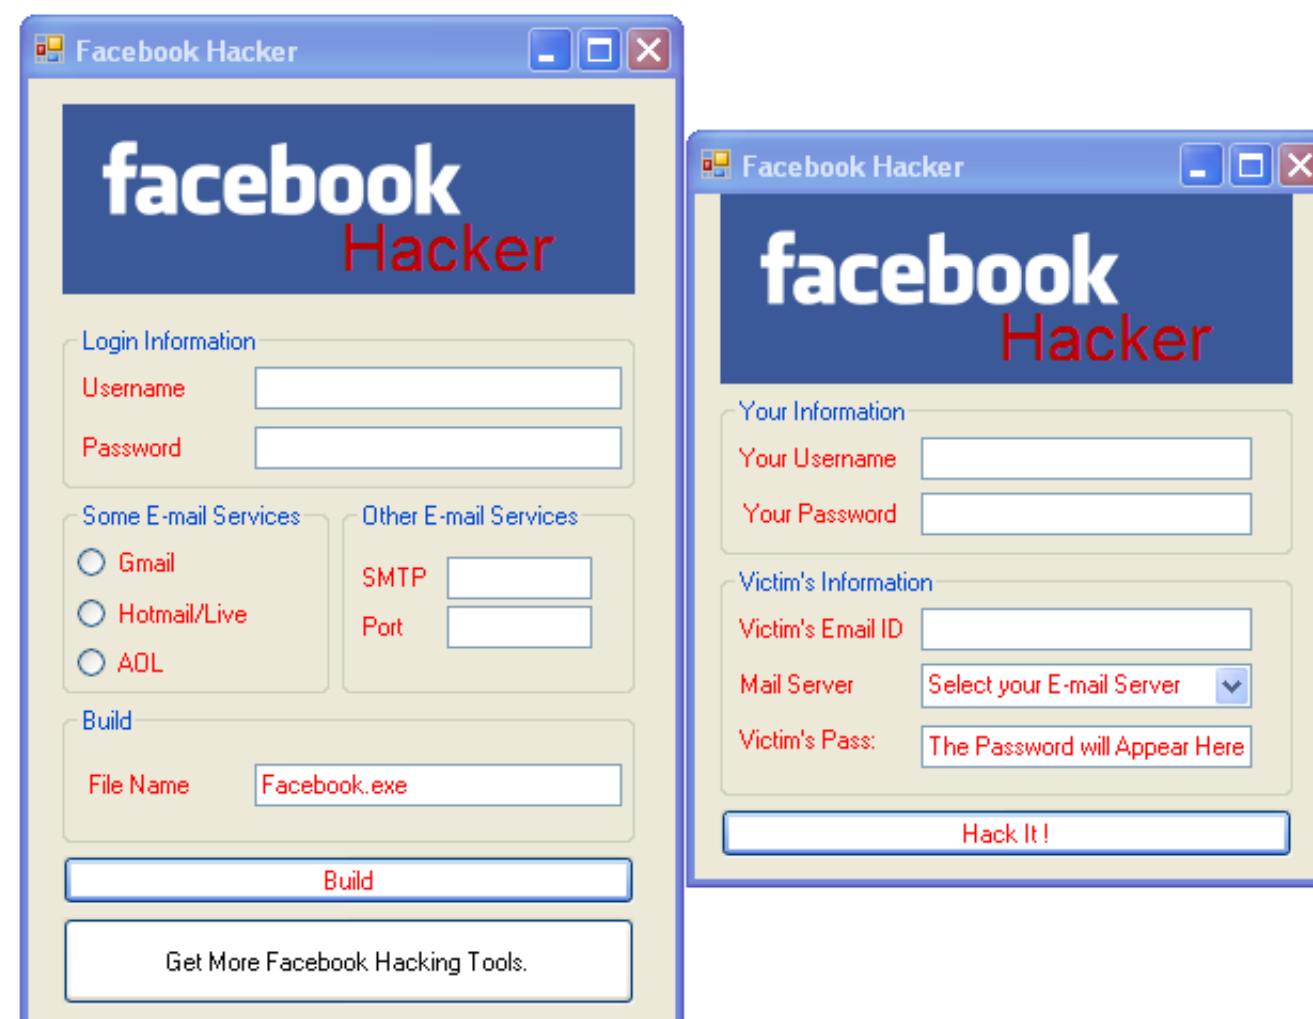 Facebook Hacker
facebook
Hacker
Login Information
Username
Password
Some E-mail Services
Gmail
Hotmail/Live
AOL
Other E-mail Services
SMTP
Port
Build
File Name Facebook.exe
Build
Get More Facebook Hacking Tools.
Facebook Hacker
facebook
Hacker
Your Information
Your Username
Your Password
Victim's Information
Victim's Email ID
Mail Server Select your E-mail Server
Victim's Pass: The Password will Appear Here
Hack It !